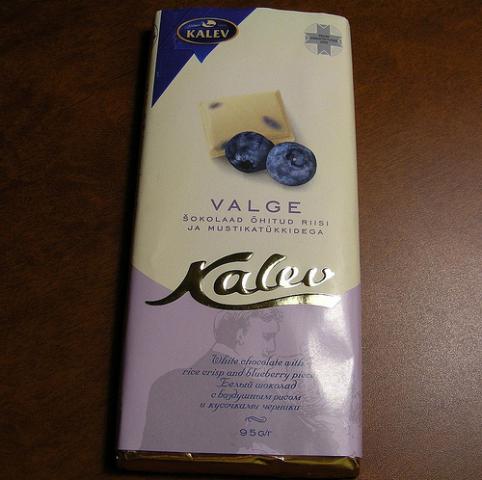 KALEV
VALGE
ŠOKOLAAD ÕHITUD RIISI
JA MUSTIKATÜKKIDEGA
Kalev
White chocolate with
rice crisp and blueberry pieces
Белый шоколад
с воздушным рисом
и кусочками черники
95g/г